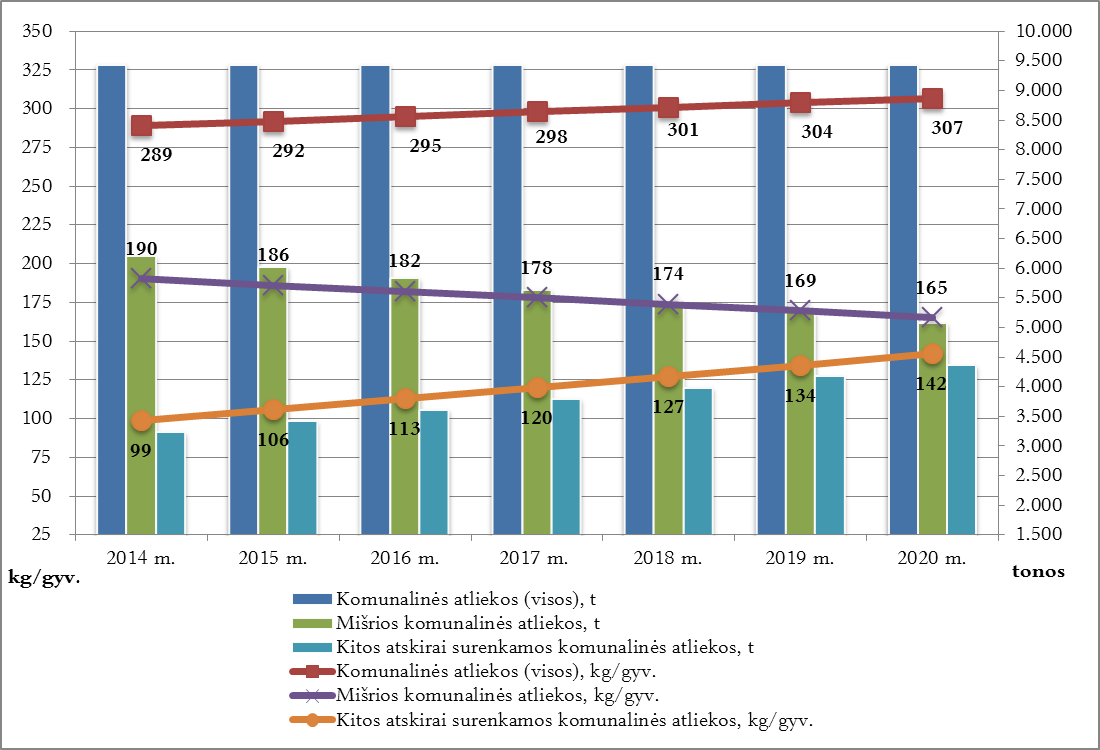 350
325
300
275
250
225
200
175
150
125
100
75
50
25
10.000
9.500
9.000
8.500
8.000
7.500
7.000
6.500
6.000
5.500
5.000
4.500
4.000
3.500
3.000
2.500
2.000
1.500
289 292 295 298 301 304 307
190 186 182 178 174 169 165
99 106 113 120 127 134 142
2014 m. 2015 m. 2016 m. 2017 m. 2018 m. 2019 m. 2020 m.
kg/gyv.
tonos
Komunalinės atliekos (visos), t
Mišrios komunalinės atliekos, t
Kitos atskirai surenkamos komunalinės atliekos, t
Komunalinės atliekos (visos), kg/gyv.
Mišrios komunalinės atliekos, kg/gyv.
Kitos atskirai surenkamos komunalinės atliekos, kg/gyv.